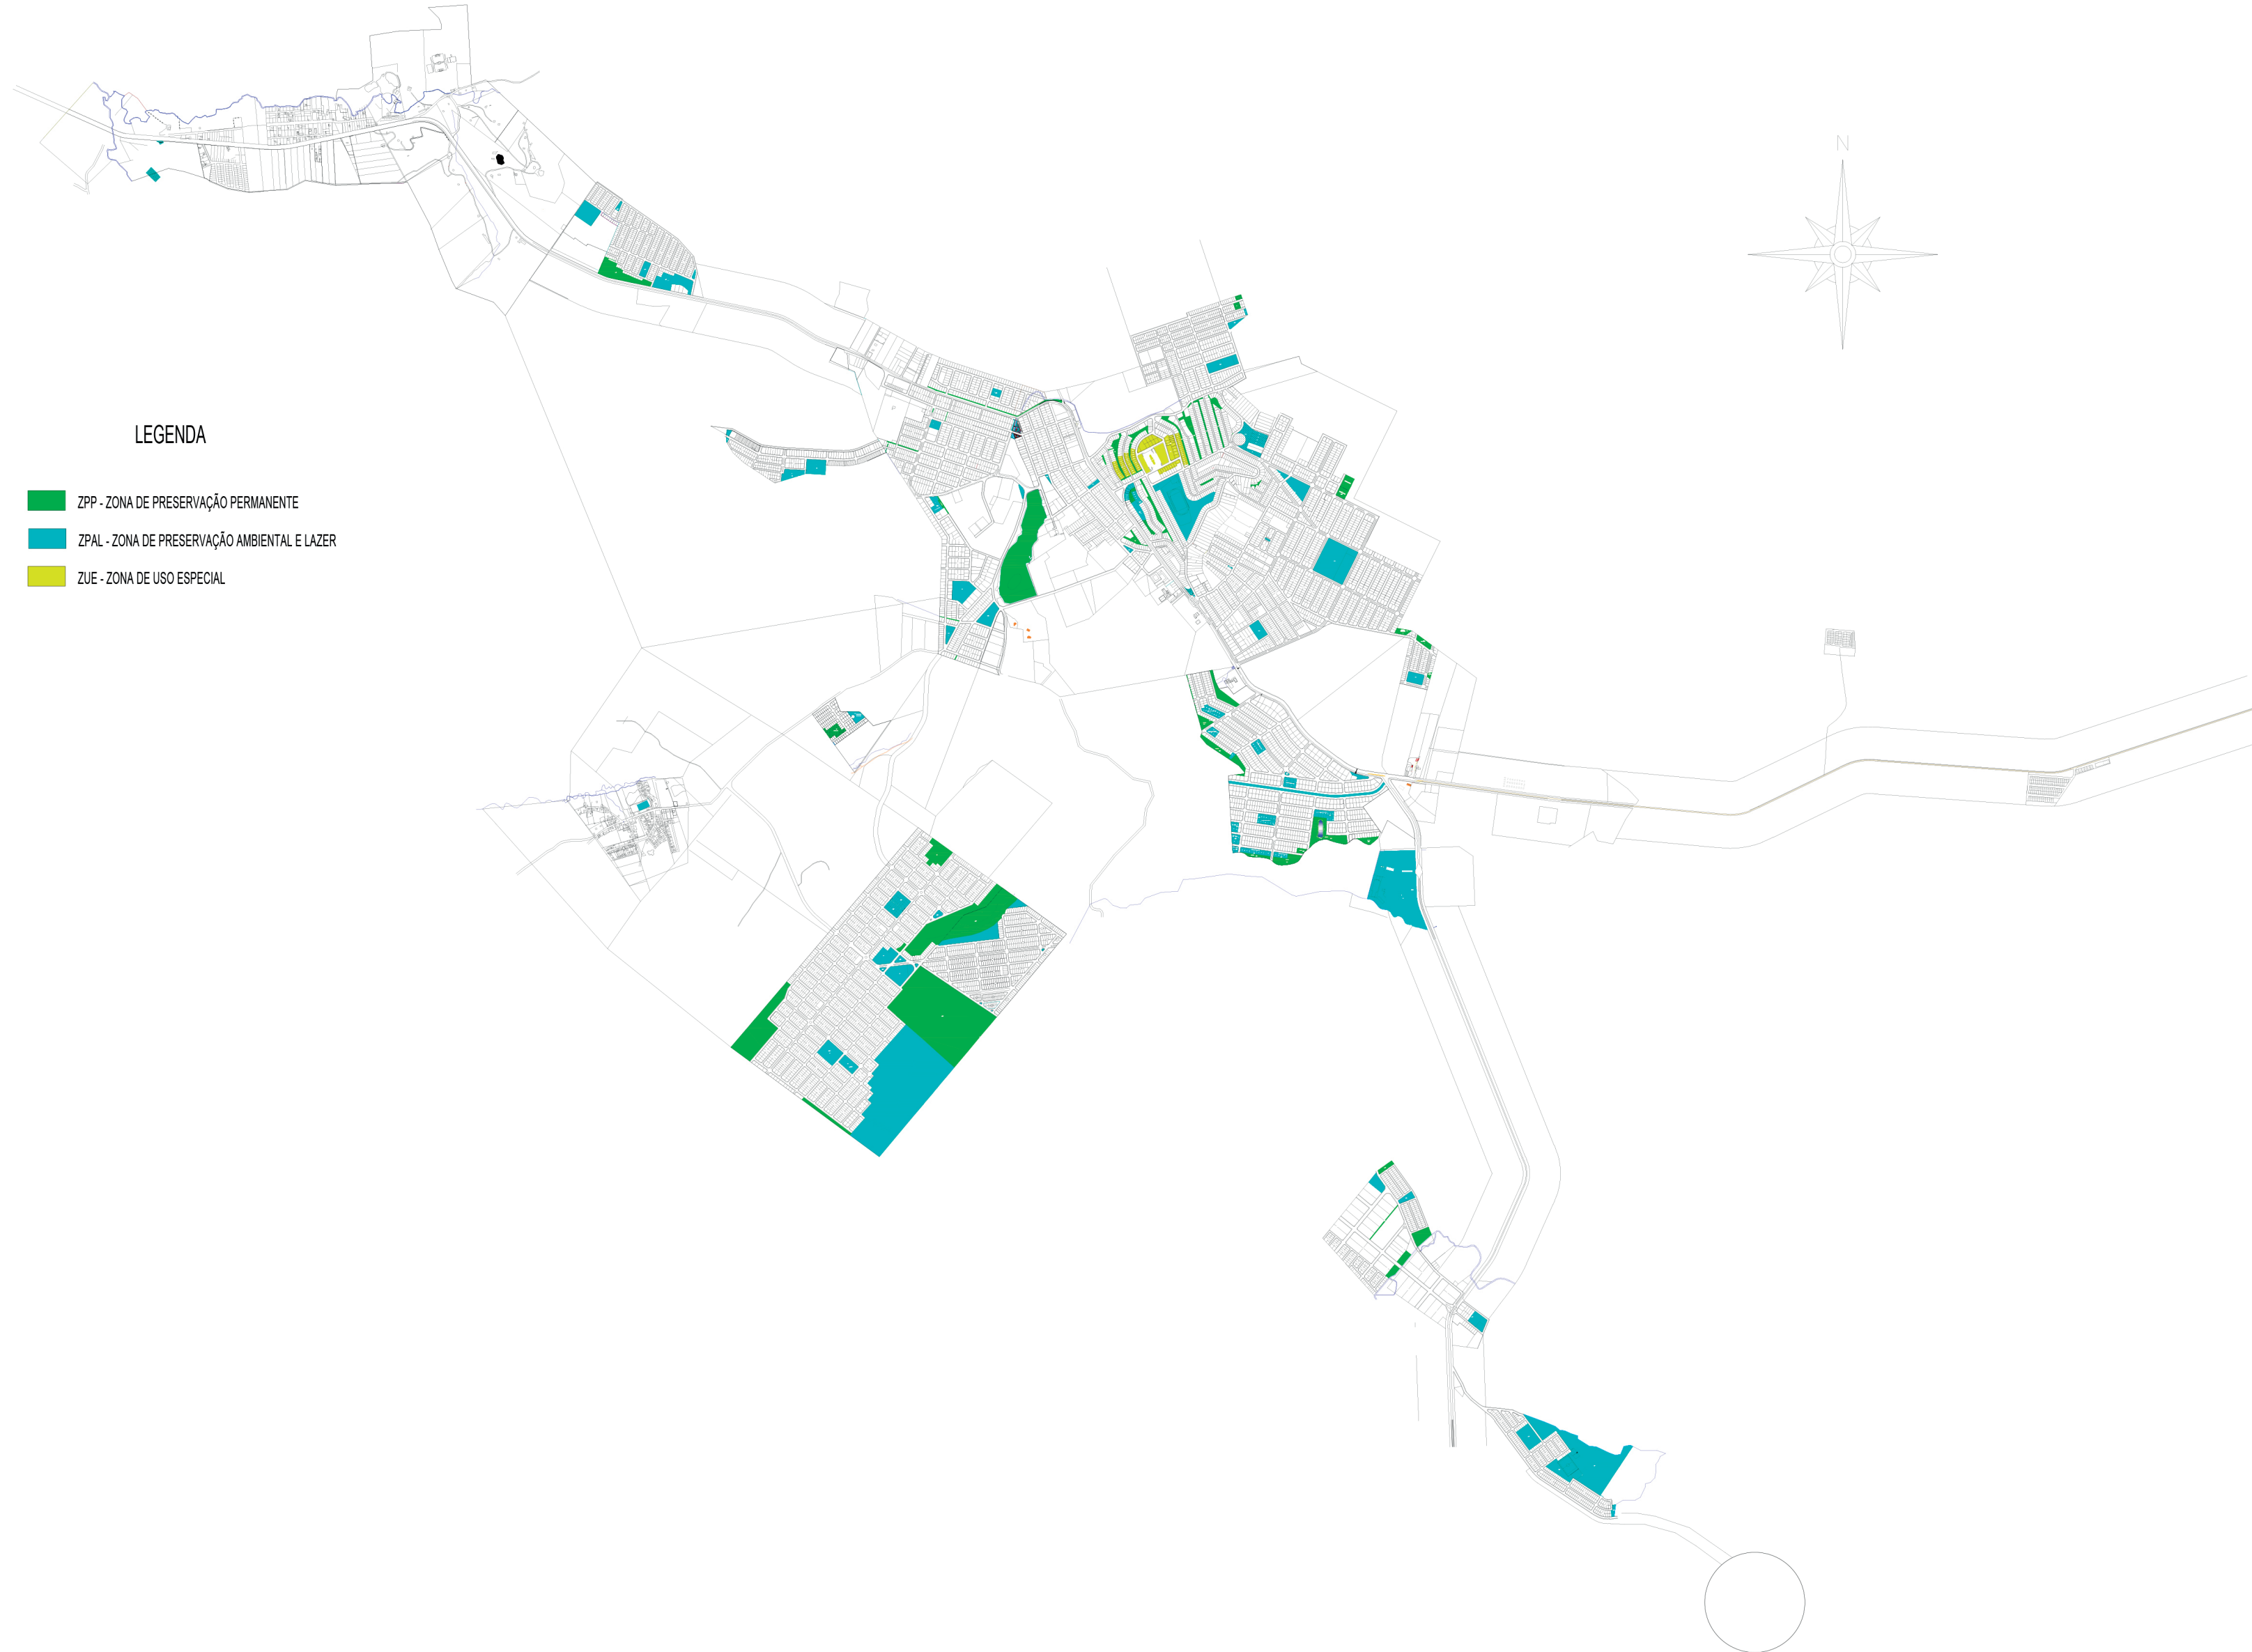 N
LEGENDA
ZPP - ZONA DE PRESERVAÇÃO PERMANENTE
ZPAL - ZONA DE PRESERVAÇÃO AMBIENTAL E LAZER
ZUE - ZONA DE USO ESPECIAL